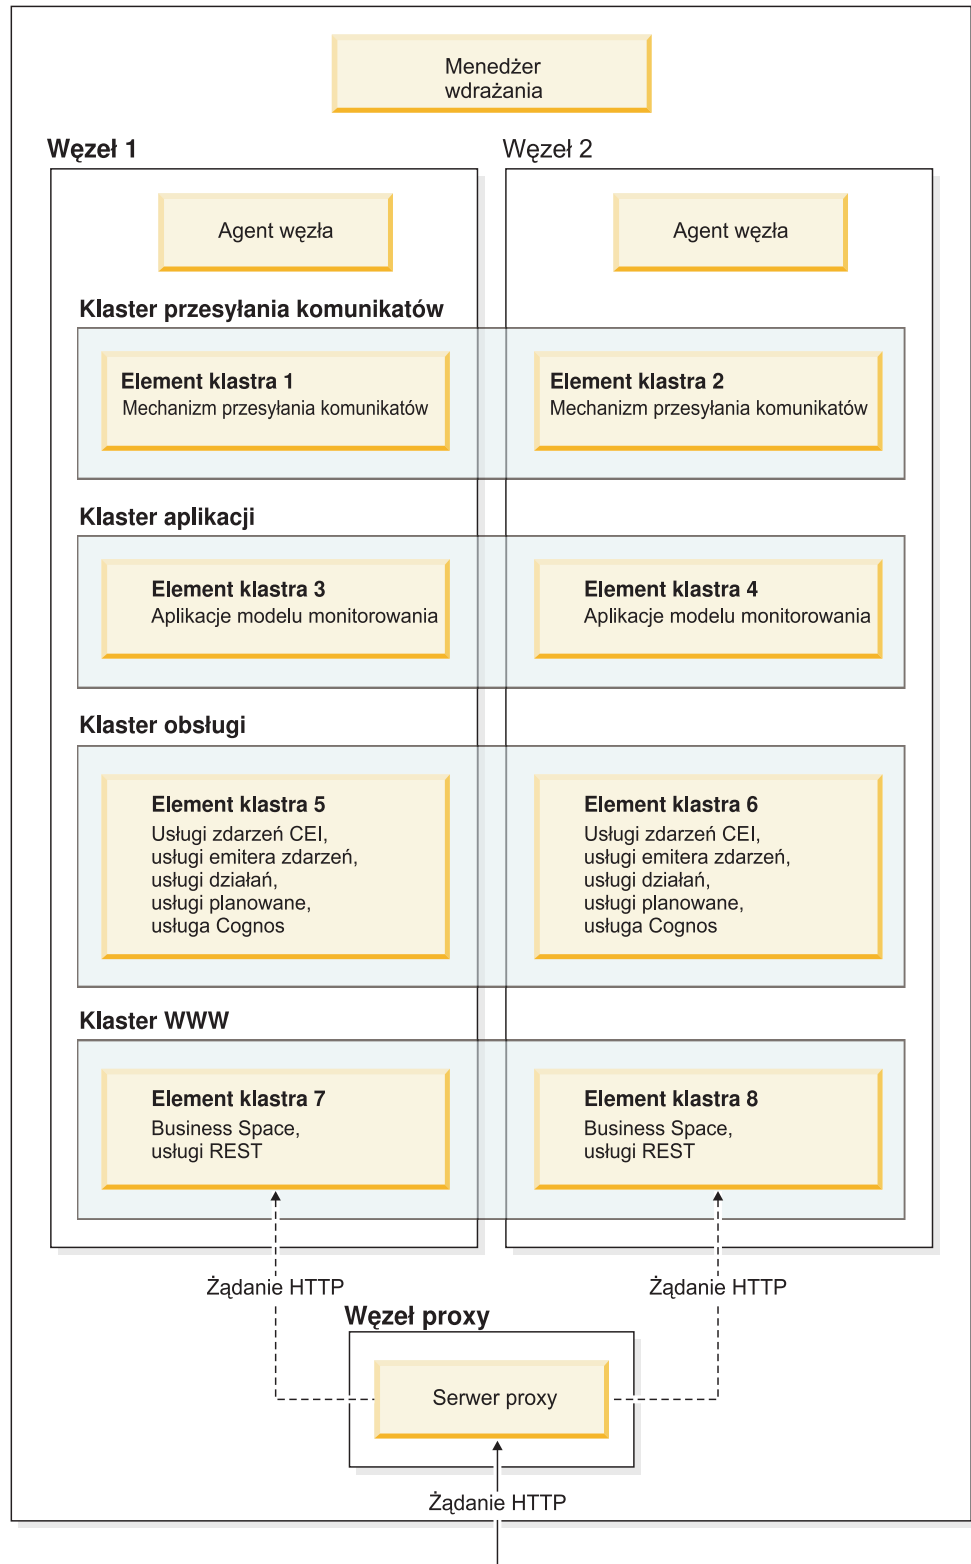 Menedżer
wdrażania
Węzeł 1
Węzeł 2
Agent węzła
Agent węzła
Klaster przesyłania komunikatów
Element klastra 1
Mechanizm przesyłania komunikatów
Element klastra 2
Mechanizm przesyłania komunikatów
Klaster aplikacji
Element klastra 3
Aplikacje modelu monitorowania
Element klastra 4
Aplikacje modelu monitorowania
Klaster obsługi
Element klastra 5
Usługi zdarzeń CEI,
usługi emitera zdarzeń,
usługi działań,
usługi planowane,
usługa Cognos
Element klastra 6
Usługi zdarzeń CEI,
usługi emitera zdarzeń,
usługi działań,
usługi planowane,
usługa Cognos
Klaster WWW
Element klastra 7
Business Space,
usługi REST
Element klastra 8
Business Space,
usługi REST
Żądanie HTTP
Żądanie HTTP
Węzeł proxy
Serwer proxy
Żądanie HTTP